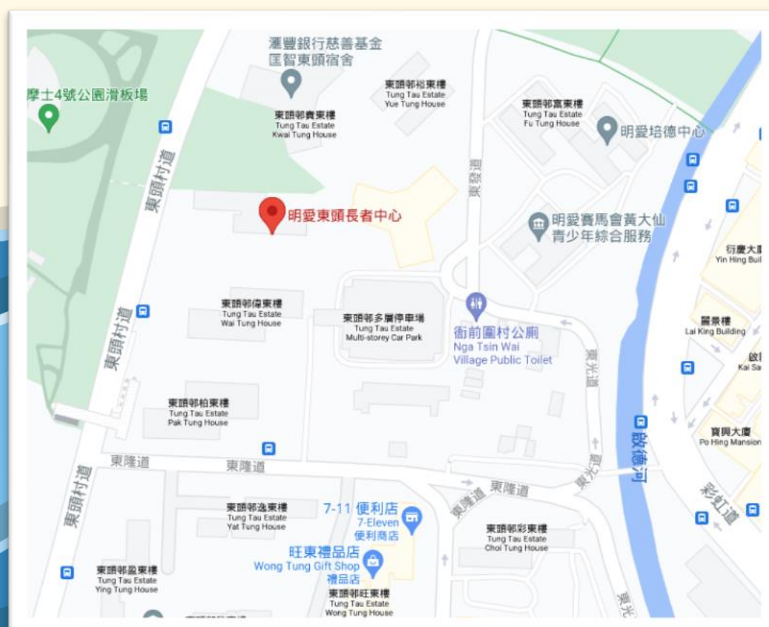 滙豐銀行慈善基金
匡智東頭宿舍
摩士4號公園滑板場
東頭邨裕東樓
Tung Tau Estate
Yue Tung House
東頭邨貴東樓
Tung Tau Estate
Kwai Tung House
東頭邨富東樓
Tung Tau Estate
Fu Tung House
明愛培德中心
東頭村道
東發道
明愛東頭長者中心
明愛賽馬會黃大仙
青少年綜合服務
衍慶大廈
Yin Hing Buil
東頭邨偉東樓
Tung Tau Estate
Wai Tung House
東頭邨多層停車場
Tung Tau Estate
Multi-storey Car Park
衙前圍村公廁
Nga Tsin Wai
Village Public Toilet
麗景樓
Lai King Building
東頭村道
東光道
啟
Kai Sa
東頭邨柏東樓
Tung Tau Estate
Pak Tung House
寶興大廈
Po Hing Mansion
啟德河
東隆道
東隆道
東光道
東頭村道
東隆道
東隆道
彩虹道
東頭邨逸東樓
Tung Tau Estate
Yat Tung House
7-11 便利店
7-Eleven
便利商店
東頭邨彩東樓
Tung Tau Estate
Choi Tung House
旺東禮品店
Wong Tung Gift Shop
禮品店
東頭邨盈東樓
Tung Tau Estate
Ying Tung House
東頭邨旺東樓
Tung Tau Estate
Wong Tung House
東光